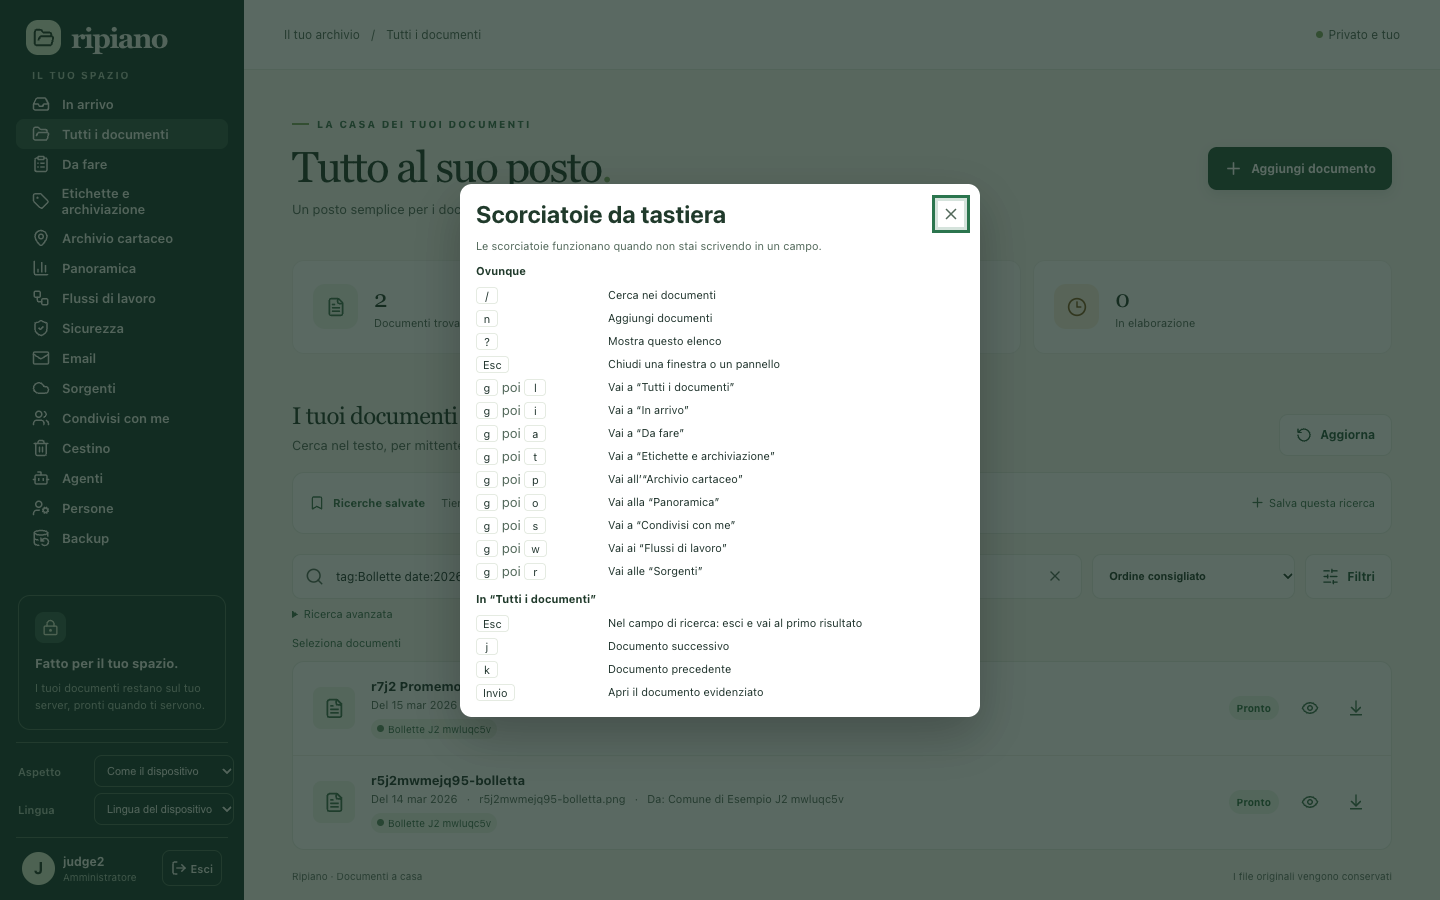 ripiano
IL TUO SPAZIO
In arrivo
Tutti i documenti
Da fare
Etichette e
archiviazione
Archivio cartaceo
Panoramica
Flussi di lavoro
Sicurezza
Email
Sorgenti
Condivisi con me
Cestino
Agenti
Persone
Backup
Fatto per il tuo spazio.
I tuoi documenti restano sul tuo
server, pronti quando ti servono.
Aspetto
Come il dispositivo
Lingua
Lingua del dispositivo
J
judge2
Amministratore
Esci
Il tuo archivio / Tutti i documenti
Privato e tuo
LA CASA DEI TUOI DOCUMENTI
Tutto al suo posto.
Aggiungi documento
Un posto semplice per i
2
Documenti
0
In elaborazione
I tuoi documenti
Cerca nel testo, per
Aggiorna
Ricerche salvate
Salva questa ricerca
tag:Bollette
Ordine consigliato
Filtri
Ricerca avanzata
Seleziona documenti
r7j2
Del 15 mar 2026
Bollette J2 mwluqc5v
Pronto
r5j2mwmejq95-bolletta
Del 14 mar 2026 · r5j2mwmejq95-bolletta.png · Da: Comune di Esempio J2 mwluqc5v
Bollette J2 mwluqc5v
Pronto
Ripiano · Documenti a casa
I file originali vengono conservati
Scorciatoie da tastiera
Le scorciatoie funzionano quando non stai scrivendo in un campo.
Ovunque
/ Cerca nei documenti
n Aggiungi documenti
? Mostra questo elenco
Esc Chiudi una finestra o un pannello
g poi l Vai a “Tutti i documenti”
g poi i Vai a “In arrivo”
g poi a Vai a “Da fare”
g poi t Vai a “Etichette e archiviazione”
g poi p Vai all’“Archivio cartaceo”
g poi o Vai alla “Panoramica”
g poi s Vai a “Condivisi con me”
g poi w Vai ai “Flussi di lavoro”
g poi r Vai alle “Sorgenti”
In “Tutti i documenti”
Esc Nel campo di ricerca: esci e vai al primo risultato
j Documento successivo
k Documento precedente
Invio Apri il documento evidenziato